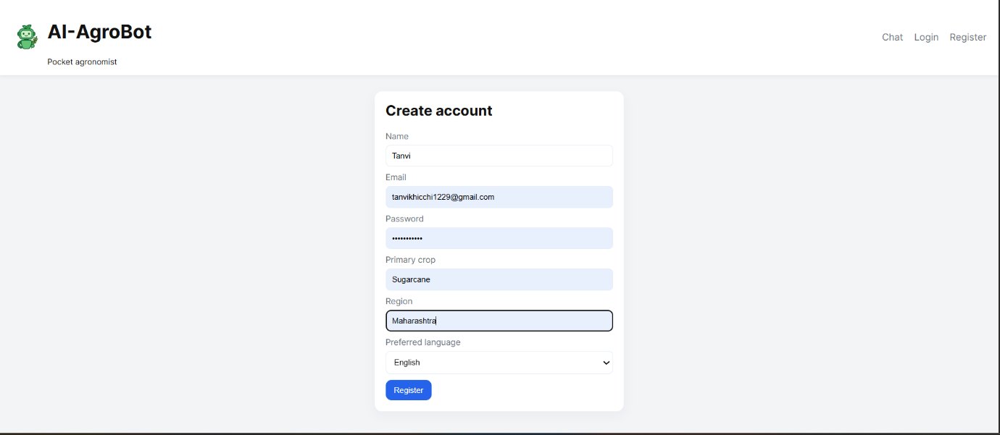 AI-AgroBot
Pocket agronomist
Chat Login Register
Create account
Name
Tanvi
Email
tanvikhicchi1229@gmail.com
Password
•••••••••••
Primary crop
Sugarcane
Region
Maharashtra
Preferred language
English
Register